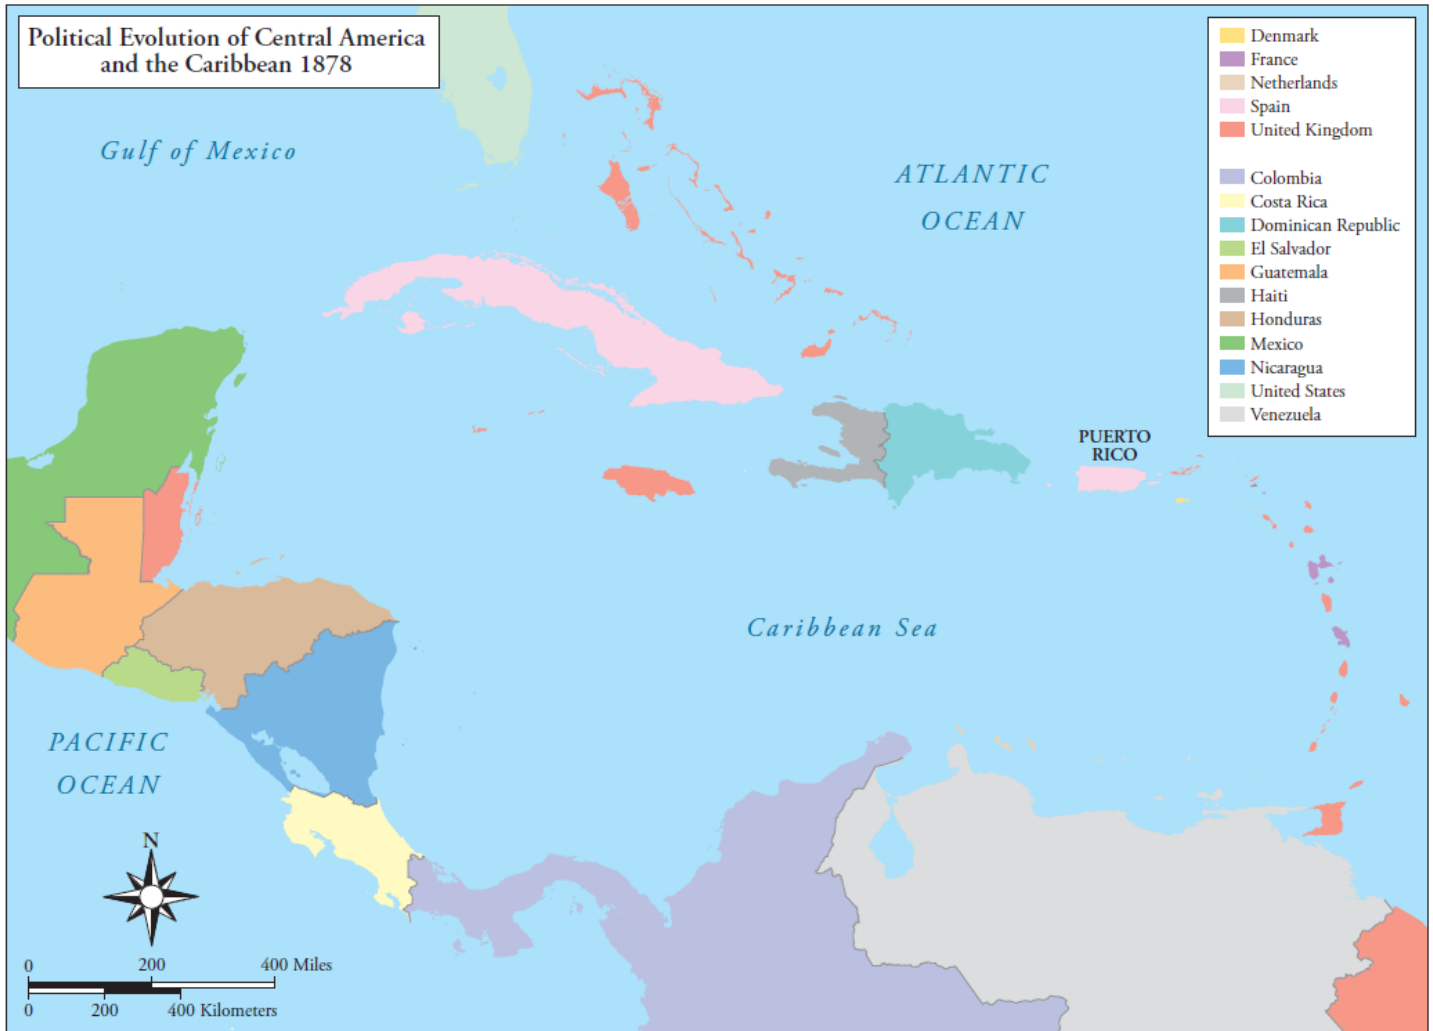 Political Evolution of Central America
and the Caribbean 1878
Denmark
France
Netherlands
Spain
United Kingdom
Colombia
Costa Rica
Dominican Republic
El Salvador
Guatemala
Haiti
Honduras
Mexico
Nicaragua
United States
Venezuela
Gulf of Mexico
ATLANTIC
OCEAN
PUERTO
RICO
Caribbean Sea
PACIFIC
OCEAN
N
0 200 400 Miles
0 200 400 Kilometers